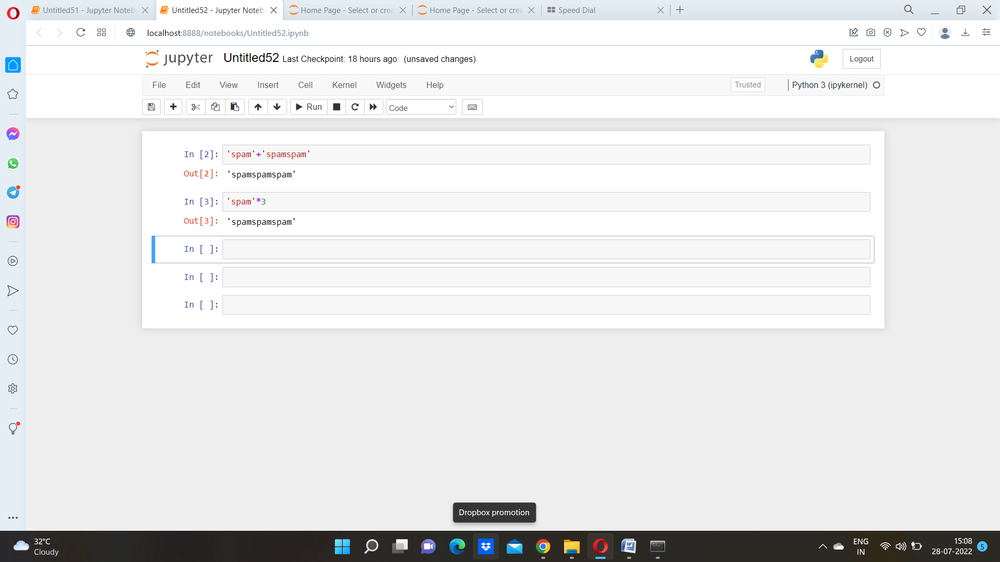 Untitled51 - Jupyter Noteb
Untitled52 - Jupyter Noteb
Home Page - Select or crea
Home Page - Select or crea
Speed Dial
localhost:8888/notebooks/Untitled52.ipynb
jupyter Untitled52 Last Checkpoint: 18 hours ago (unsaved changes)
Logout
File Edit View Insert Cell Kernel Widgets Help
Trusted
Python 3 (ipykernel)
Run
Code
In [2]: 'spam'+'spamspam'
Out[2]: 'spamspamspam'
In [3]: 'spam'*3
Out[3]: 'spamspamspam'
In [ ]:
In [ ]:
In [ ]:
Dropbox promotion
32°C
Cloudy
ENG
IN
15:08
28-07-2022
5